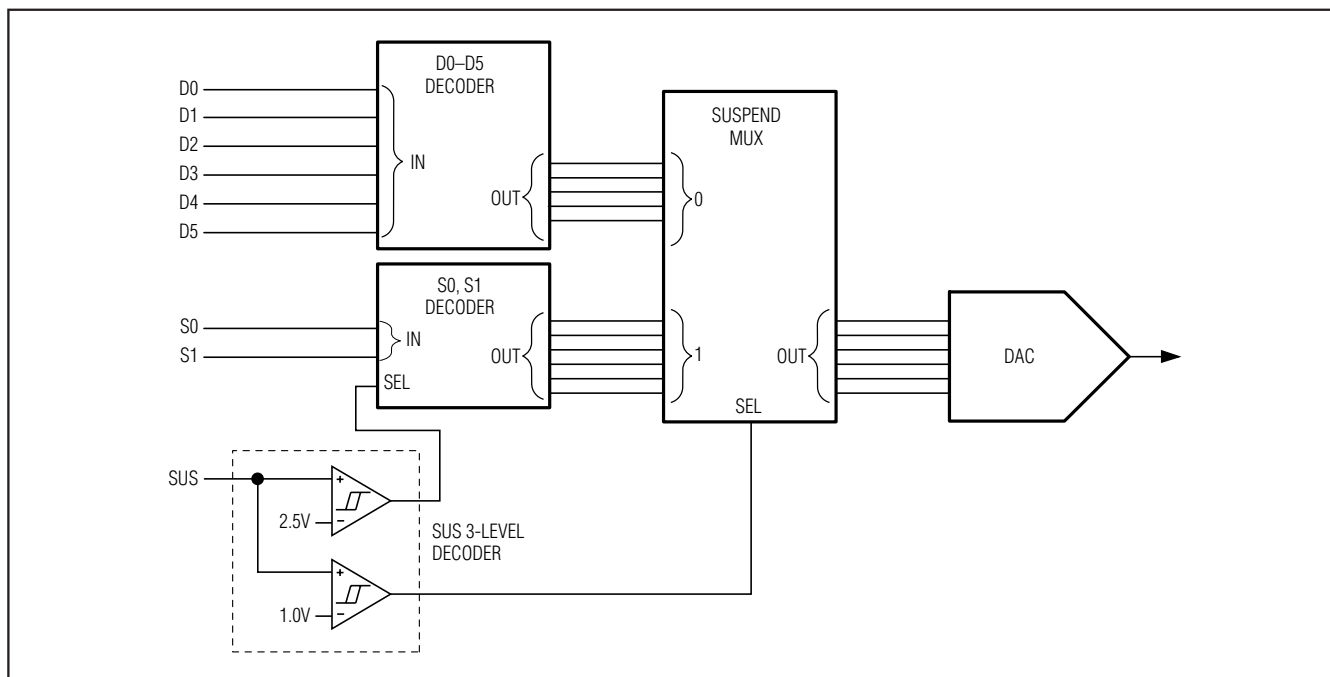 D0–D5
DECODER
D0
D1
D2
D3
D4
D5
IN
OUT
SUSPEND
MUX
0
1
OUT
SEL
S0, S1
DECODER
S0
S1
IN
OUT
SEL
DAC
SUS
+
2.5V
–
SUS 3-LEVEL
DECODER
+
1.0V
–